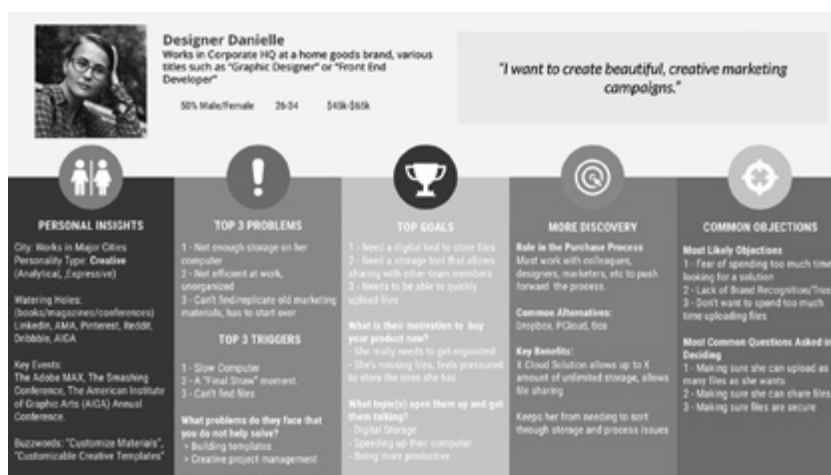 Designer Danielle
Works in Corporate HQ at a home goods brand, various
titles such as "Graphic Designer" or "Front End
Developer"
50% Male/Female 26-34 $45k-$65k
"I want to create beautiful, creative marketing
campaigns."
PERSONAL INSIGHTS
City: Works in Major Cities
Personality Type: Creative
(Analytical, ,Expressive)
Watering Holes:
(books/magazines/conferences)
LinkedIn, AMA, Pinterest, Reddit,
Dribbble, AIGA
Key Events:
The Adobe MAX, The Smashing
Conference, The American Institute
of Graphic Arts (AIGA) Annual
Conference.
Buzzwords: "Customize Materials",
"Customizable Creative Templates"
TOP 3 PROBLEMS
1 - Not enough storage on her
computer
2 - Not efficient at work,
unorganized
3 - Can't find/replicate old marketing
materials, has to start over
TOP 3 TRIGGERS
1 - Slow Computer
2 - A "Final Straw" moment.
3 - Can't find files
What problems do they face that
you do not help solve?
> Building templates
> Creative project management
TOP GOALS
1 - Need a digital tool to store files
2 - Need a storage tool that allows
sharing with other team members
3 - Needs to be able to quickly
upload files
What is their motivation to buy
your product now?
- She really needs to get organized
- She's missing files, feels pressured
to store the ones she has
What topic(s) open them up and get
them talking?
- Digital Storage
- Speeding up their computer
- Being more productive
MORE DISCOVERY
Role in the Purchase Process
Must work with colleagues,
designers, marketers, etc to push
forward the process.
Common Alternatives:
Dropbox, PCloud, Box
Key Benefits:
X Cloud Solution allows up to X
amount of unlimited storage, allows
file sharing
Keeps her from needing to sort
through storage and process issues
COMMON OBJECTIONS
Most Likely Objections
1 - Fear of spending too much time
looking for a solution
2 - Lack of Brand Recognition/Trus
3 - Don't want to spend too much
time uploading files
Most Common Questions Asked in
Deciding
1 - Making sure she can upload as
many files as she wants
2 - Making sure she can share files
3 - Making sure files are secure